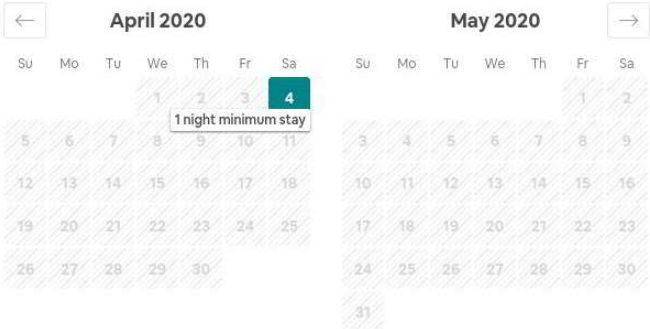 ← April 2020 May 2020 →
Su Mo Tu We Th Fr Sa Su Mo Tu We Th Fr Sa
1 2 3 4 1 2
1 night minimum stay
5 6 7 8 9 10 11 3 4 5 6 7 8 9
12 13 14 15 16 17 18 10 11 12 13 14 15 16
19 20 21 22 23 24 25 17 18 19 20 21 22 23
26 27 28 29 30 24 25 26 27 28 29 30
31